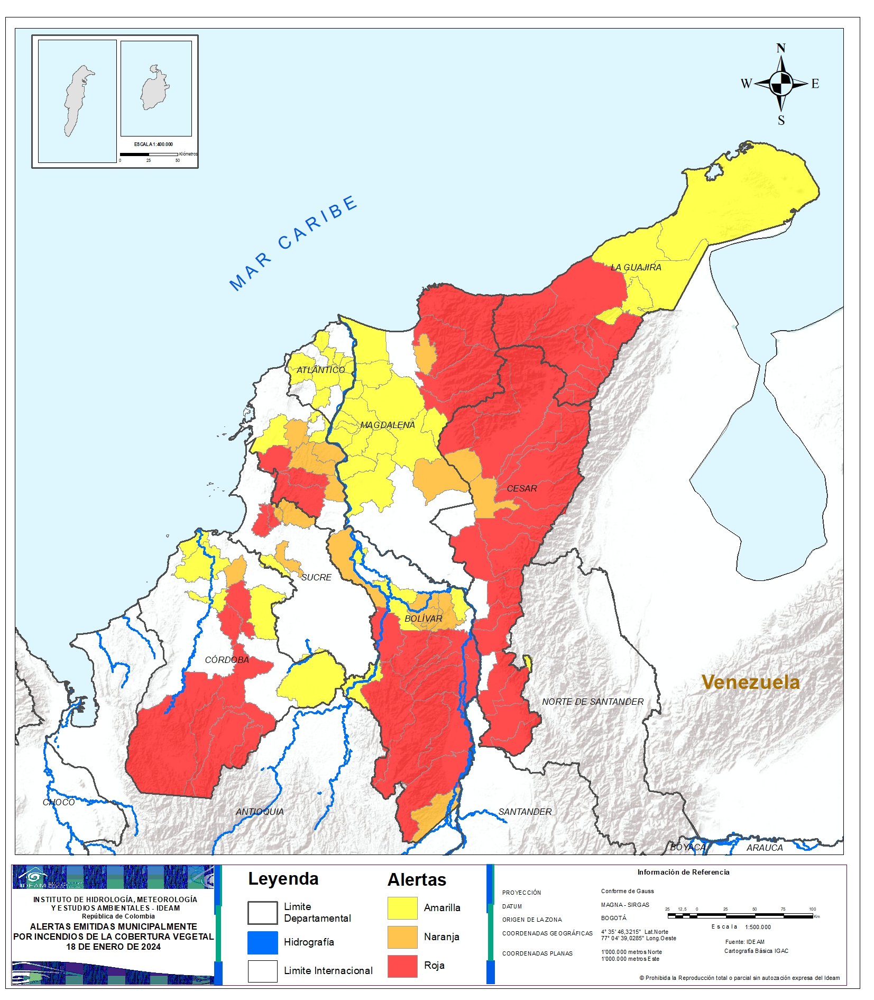 ESCALA 1:400.000
Kilómetros
0 25 50
N
W E
S
MAR CARIBE
LA GUAJIRA
ATLÁNTICO
MAGDALENA
CESAR
SUCRE
BOLÍVAR
CÓRDOBA
NORTE DE SANTANDER
Venezuela
CHOCÓ
ANTIOQUIA
SANTANDER
BOYACÁ
ARAUCA
IDEAM
INSTITUTO DE HIDROLOGÍA, METEOROLOGÍA
Y ESTUDIOS AMBIENTALES - IDEAM
República de Colombia
ALERTAS EMITIDAS MUNICIPALMENTE
POR INCENDIOS DE LA COBERTURA VEGETAL
18 DE ENERO DE 2024
Leyenda
Limite
Departamental
Hidrografía
Limite Internacional
Alertas
Amarilla
Naranja
Roja
Información de Referencia
PROYECCIÓN Conforme de Gauss
DATUM MAGNA - SIRGAS
ORIGEN DE LA ZONA BOGOTÁ
COORDENADAS GEOGRÁFICAS 4° 35' 46,3215" Lat.Norte
77° 04' 39,0285" Long.Oeste
COORDENADAS PLANAS 1'000.000 metros Norte
1'000.000 metros Este
25 12,5 0 25 50 75 100
Km
Escala 1:500.000
Fuente: IDEAM
Cartografía Básica IGAC
© Prohibida la Reproducción total o parcial sin autozación expresa del Ideam